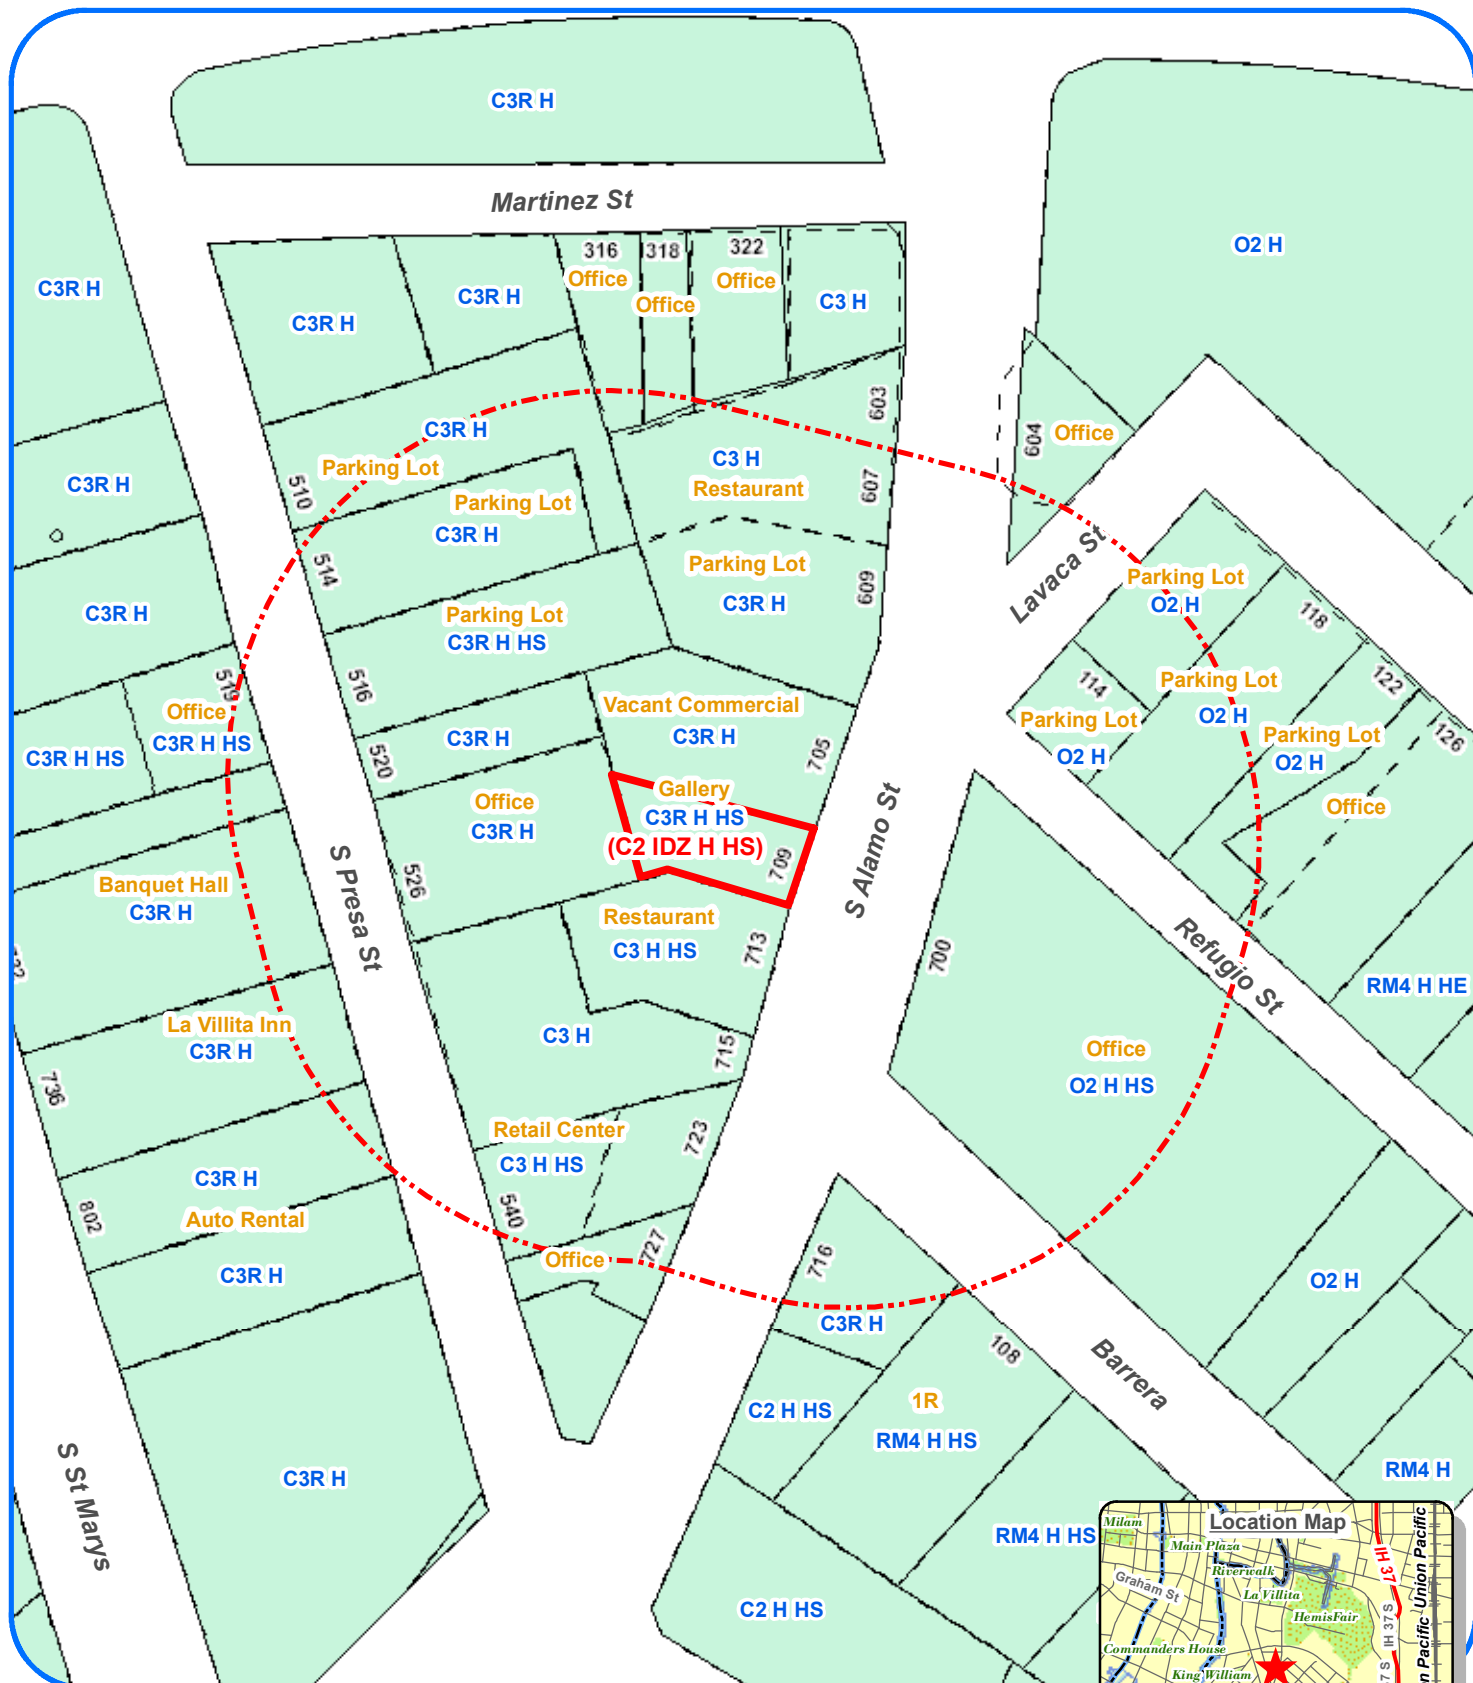 C3R H
Martinez St
O2 H
316
318
322
Office
Office
Office
C3R H
C3R H
C3R H
C3 H
603
604
Office
C3R H
C3 H
Parking Lot
C3R H
510
Parking Lot
Restaurant
607
C3R H
514
Parking Lot
609
C3R H
Lavaca St
Parking Lot
O2 H
118
C3R H
Parking Lot
C3R H HS
519
516
114
Parking Lot
O2 H
122
Office
C3R H HS
Vacant Commercial
C3R H
Parking Lot
O2 H
Parking Lot
O2 H
126
C3R H HS
C3R H
520
705
Gallery
C3R H HS
(C2 IDZ H HS)
709
Office
C3R H
S Alamo St
Office
S Presa St
526
Banquet Hall
C3R H
Restaurant
C3 H HS
713
700
Refugio St
RM4 H HE
La Villita Inn
C3R H
C3 H
715
Office
O2 H HS
736
Retail Center
C3 H HS
723
C3R H
802
Auto Rental
540
C3R H
Office
727
716
O2 H
C3R H
108
Barrera
C2 H HS
1R
RM4 H HS
S St Marys
C3R H
RM4 H
RM4 H HS
C2 H HS
Location Map
Milam
Main Plaza
Riverwalk
Graham St
La Villita
HemisFair
IH 37
IH 37 S
Union Pacific
Commanders House
King William